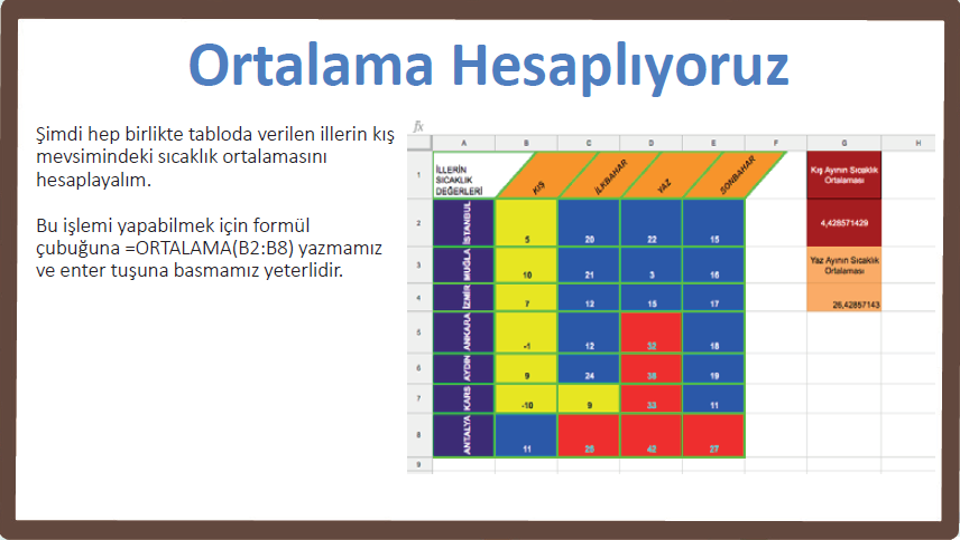 Ortalama Hesaplıyoruz
Şimdi hep birlikte tabloda verilen illerin kış
mevsimindeki sıcaklık ortalamasını
hesaplayalım.
Bu işlemi yapabilmek için formül
çubuğuna =ORTALAMA(B2:B8) yazmamız
ve enter tuşuna basmamız yeterlidir.
fx
A B C D E F G H
1 İLLERİN
SICAKLIK
DEĞERLERİ
KIŞ İLKBAHAR YAZ SONBAHAR
Kış Ayının Sıcaklık
Ortalaması
2 İSTANBUL 5 20 22 15 4,428571429
3 MUĞLA 10 21 3 16
Yaz Ayının Sıcaklık
Ortalaması
4 İZMİR 7 12 15 17 26,42857143
5 ANKARA -1 12 32 18
6 AYDIN 9 24 38 19
7 KARS -10 9 33 11
8 ANTALYA 11 25 42 27
9